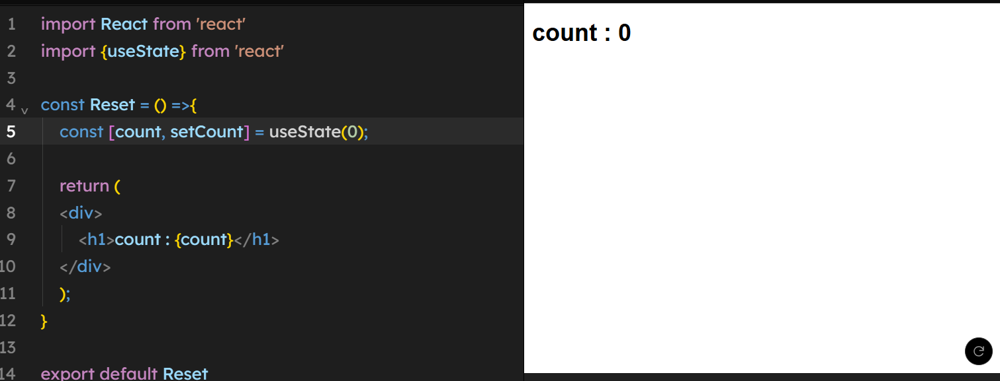 1 import React from 'react'
2 import {useState} from 'react'
3
4 const Reset = () =>{
5 const [count, setCount] = useState(0);
6
7 return (
8 <div>
9 <h1>count : {count}</h1>
10 </div>
11 );
12 }
13
14 export default Reset
count : 0